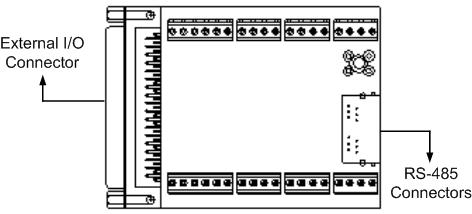 External I/O
Connector
RS-485
Connectors